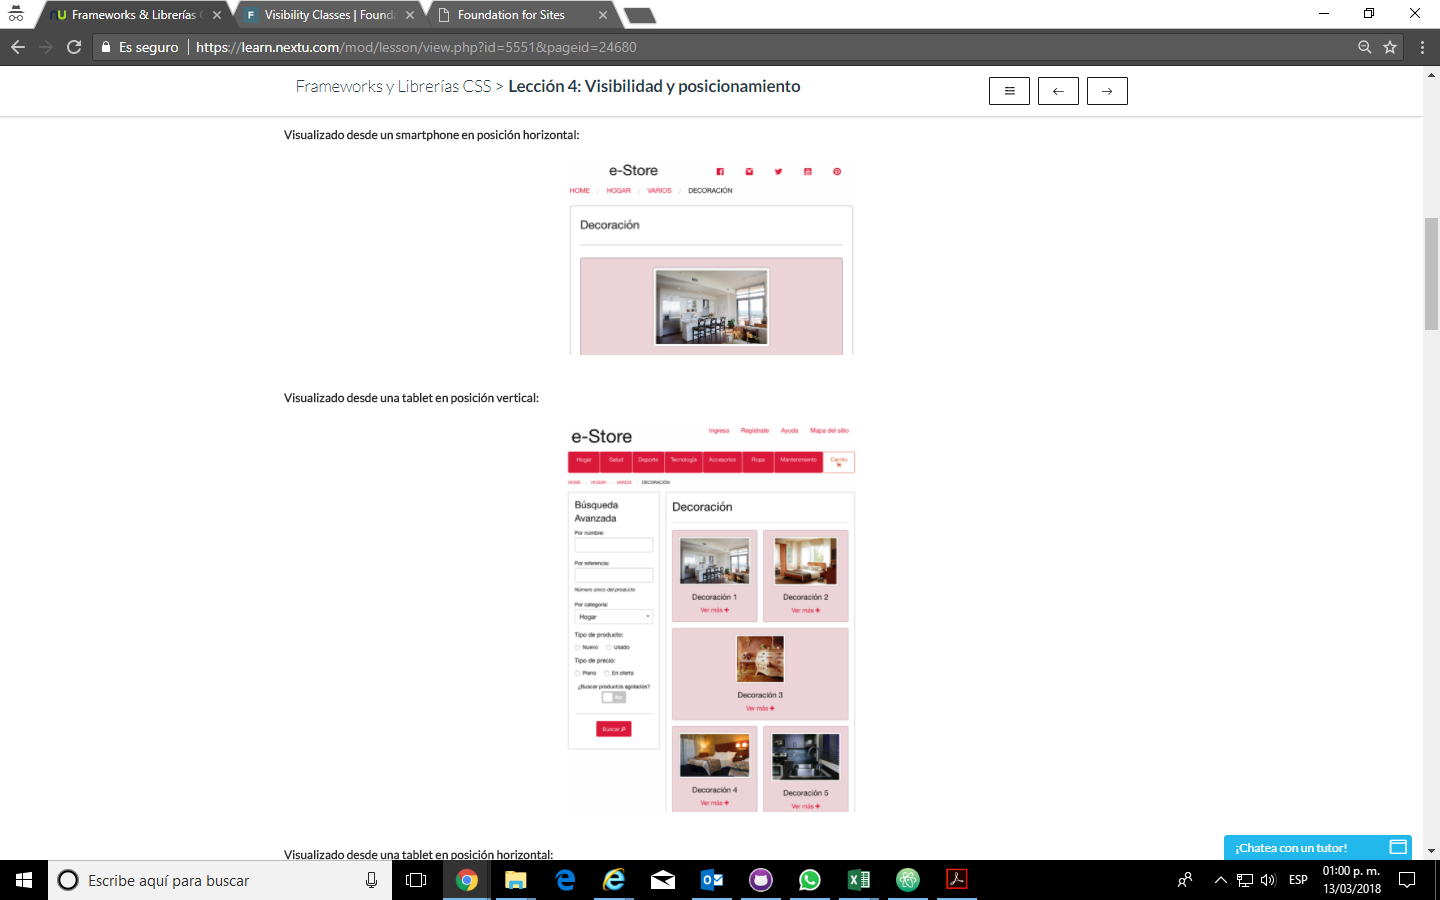 Frameworks & Librerías C
Visibility Classes | Founda
Foundation for Sites
Es seguro
https://learn.nextu.com/mod/lesson/view.php?id=5551&pageid=24680
Frameworks y Librerías CSS > Lección 4: Visibilidad y posicionamiento
Visualizado desde un smartphone en posición horizontal:
e-Store
HOME / HOGAR / VARIOS / DECORACIÓN
Decoración
Visualizado desde una tablet en posición vertical:
e-Store
Ingresa Regístrate Ayuda Mapa del sitio
Hogar Salud Deporte Tecnología Accesorios Ropa Mantenimiento Carrito
HOME HOGAR VARIOS DECORACIÓN
Búsqueda
Avanzada
Por nombre:
Por referencia:
Número único del producto
Por categoría:
Hogar
Tipo de producto:
Nuevo Usado
Tipo de precio:
Pleno En oferta
¿Buscar productos agotados?
No
Buscar
Decoración
Decoración 1
Ver más
Decoración 2
Ver más
Decoración 3
Ver más
Decoración 4
Ver más
Decoración 5
Ver más
Visualizado desde una tablet en posición horizontal:
¡Chatea con un tutor!
Escribe aquí para buscar
ESP
01:00 p. m.
13/03/2018